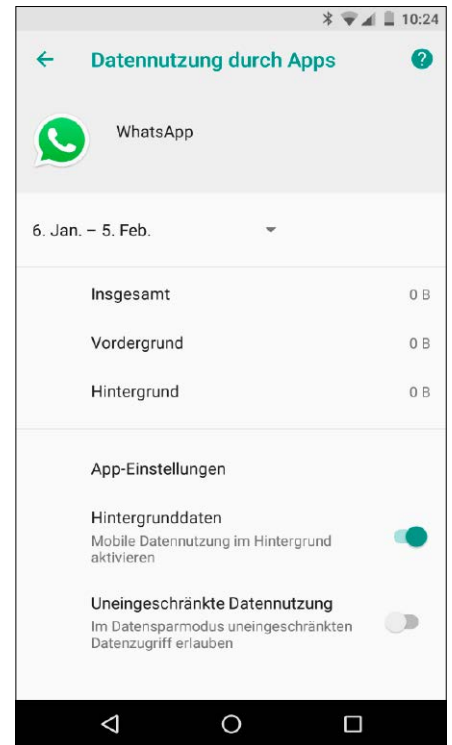 10:24
Datennutzung durch Apps
?
WhatsApp
6. Jan. – 5. Feb.
Insgesamt 0 B
Vordergrund 0 B
Hintergrund 0 B
App-Einstellungen
Hintergrunddaten
Mobile Datennutzung im Hintergrund
aktivieren
Uneingeschränkte Datennutzung
Im Datensparmodus uneingeschränkten
Datenzugriff erlauben